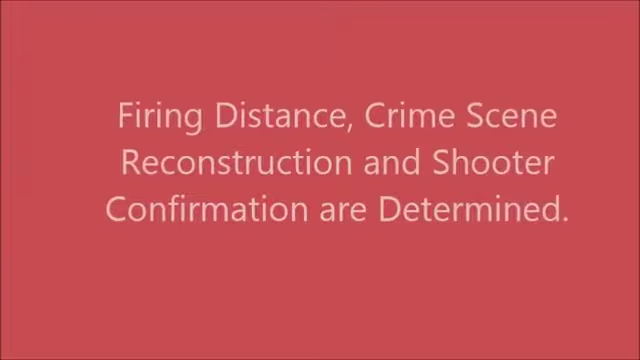 Firing Distance, Crime Scene
Reconstruction and Shooter
Confirmation are Determined.